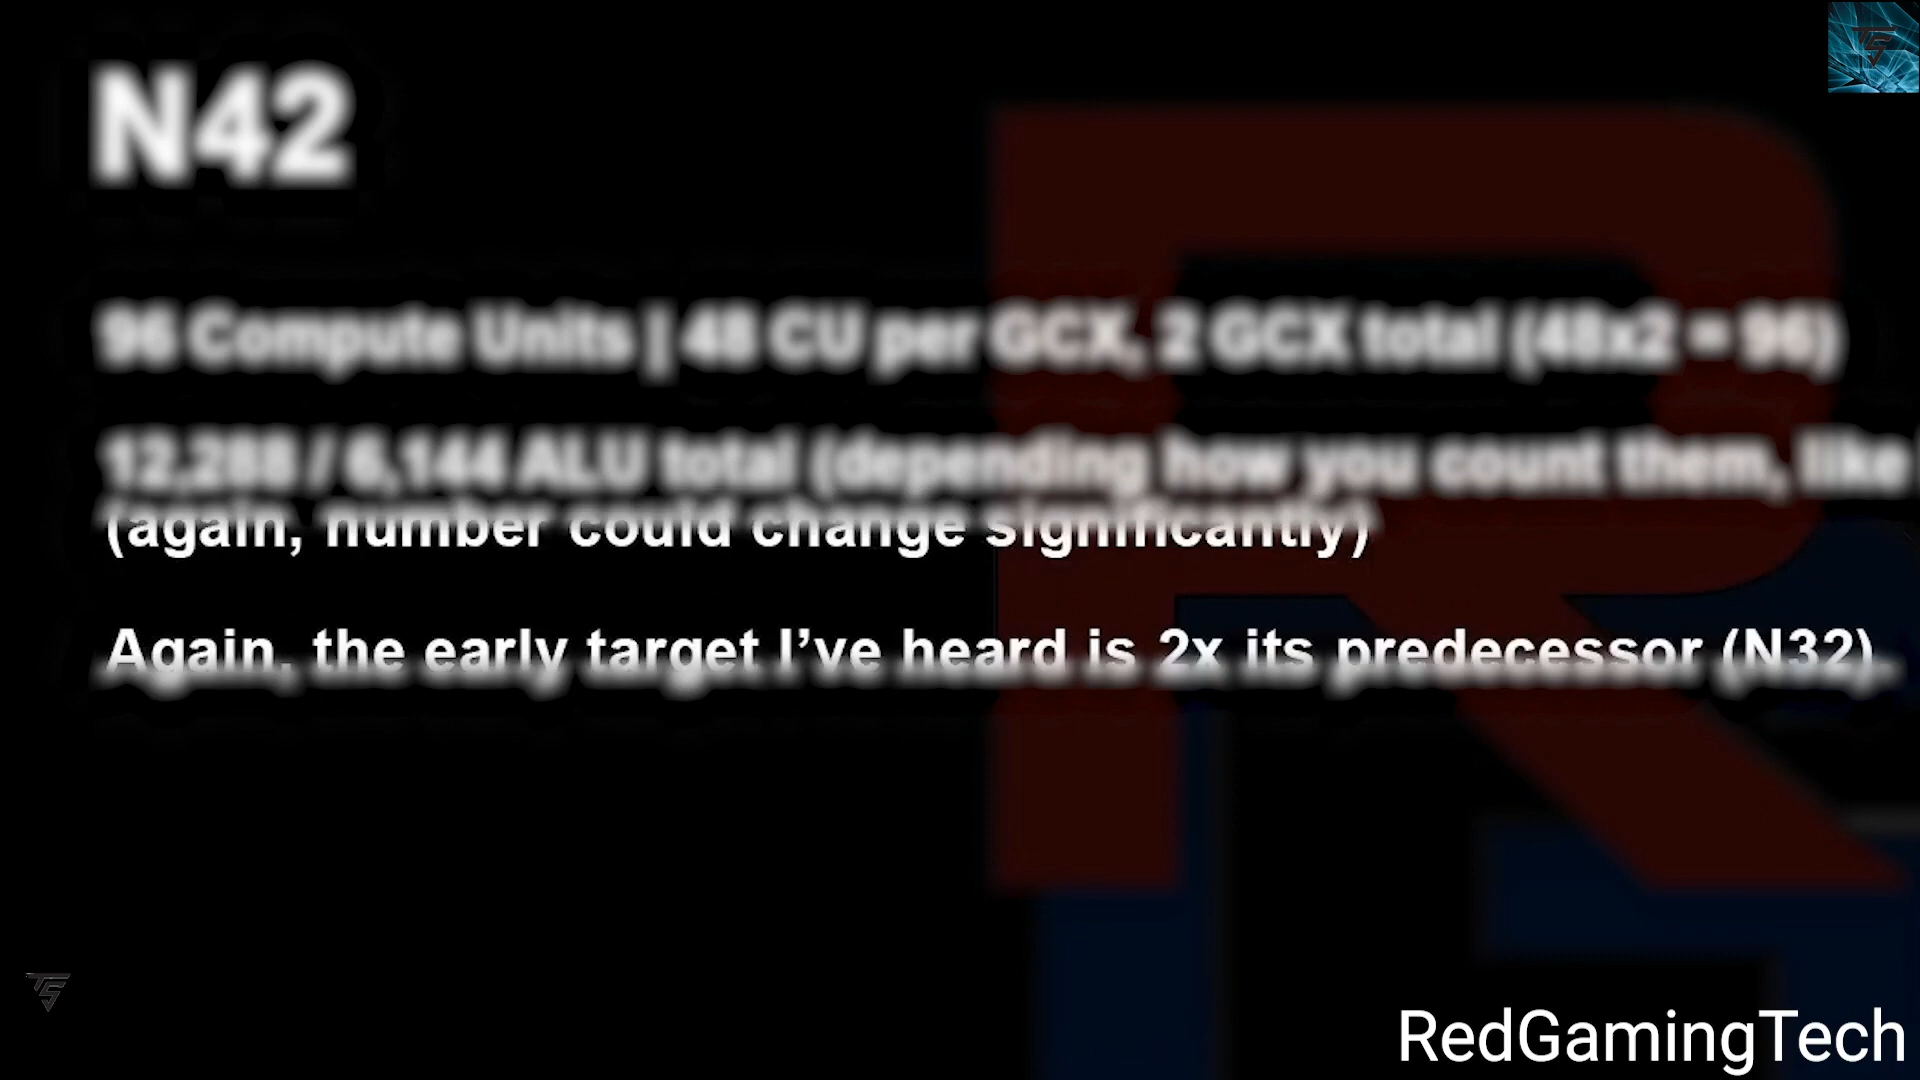 N42
96 Compute Units | 48 CU per GCX, 2 GCX total (48x2 = 96)
12,288 / 6,144 ALU total (depending how you count them, like
(again, number could change significantly)
Again, the early target I’ve heard is 2x its predecessor (N32).
RedGamingTech